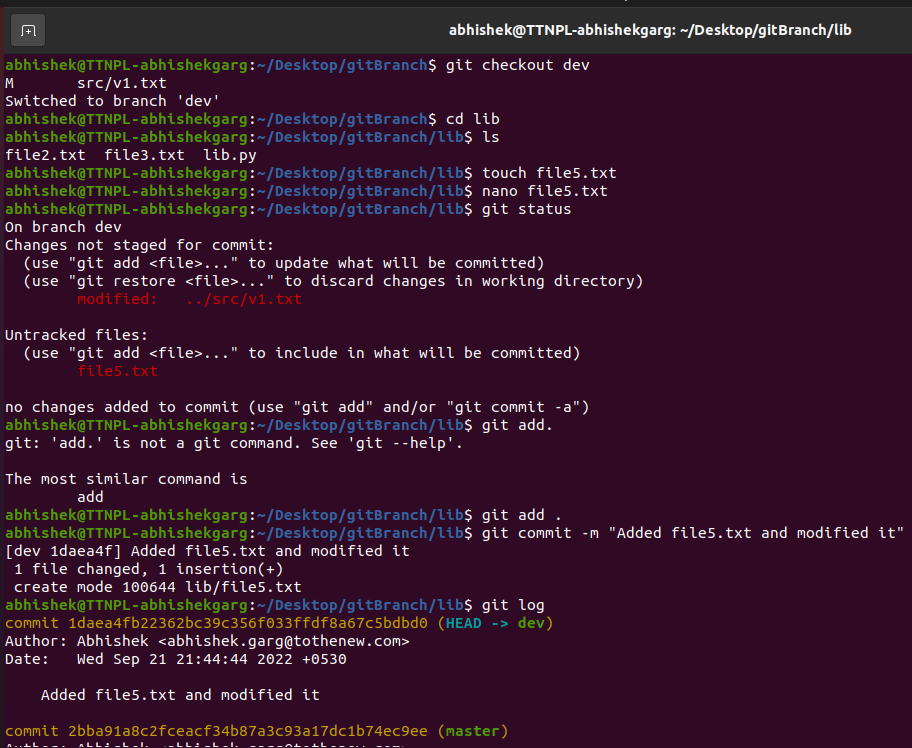 abhishek@TTNPL-abhishekgarg: ~/Desktop/gitBranch/lib
abhishek@TTNPL-abhishekgarg:~/Desktop/gitBranch$ git checkout dev
M       src/v1.txt
Switched to branch 'dev'
abhishek@TTNPL-abhishekgarg:~/Desktop/gitBranch$ cd lib
abhishek@TTNPL-abhishekgarg:~/Desktop/gitBranch/lib$ ls
file2.txt  file3.txt  lib.py
abhishek@TTNPL-abhishekgarg:~/Desktop/gitBranch/lib$ touch file5.txt
abhishek@TTNPL-abhishekgarg:~/Desktop/gitBranch/lib$ nano file5.txt
abhishek@TTNPL-abhishekgarg:~/Desktop/gitBranch/lib$ git status
On branch dev
Changes not staged for commit:
  (use "git add <file>..." to update what will be committed)
  (use "git restore <file>..." to discard changes in working directory)
        modified:   ../src/v1.txt
Untracked files:
  (use "git add <file>..." to include in what will be committed)
        file5.txt
no changes added to commit (use "git add" and/or "git commit -a")
abhishek@TTNPL-abhishekgarg:~/Desktop/gitBranch/lib$ git add.
git: 'add.' is not a git command. See 'git --help'.
The most similar command is
        add
abhishek@TTNPL-abhishekgarg:~/Desktop/gitBranch/lib$ git add .
abhishek@TTNPL-abhishekgarg:~/Desktop/gitBranch/lib$ git commit -m "Added file5.txt and modified it"
[dev 1daea4f] Added file5.txt and modified it
 1 file changed, 1 insertion(+)
 create mode 100644 lib/file5.txt
abhishek@TTNPL-abhishekgarg:~/Desktop/gitBranch/lib$ git log
commit 1daea4fb22362bc39c356f033ffdf8a67c5bdbd0 (HEAD -> dev)
Author: Abhishek <abhishek.garg@tothenew.com>
Date:   Wed Sep 21 21:44:44 2022 +0530
    Added file5.txt and modified it
commit 2bba91a8c2fceacf34b87a3c93a17dc1b74ec9ee (master)
Author: Abhishek <abhishek.garg@tothenew.com>